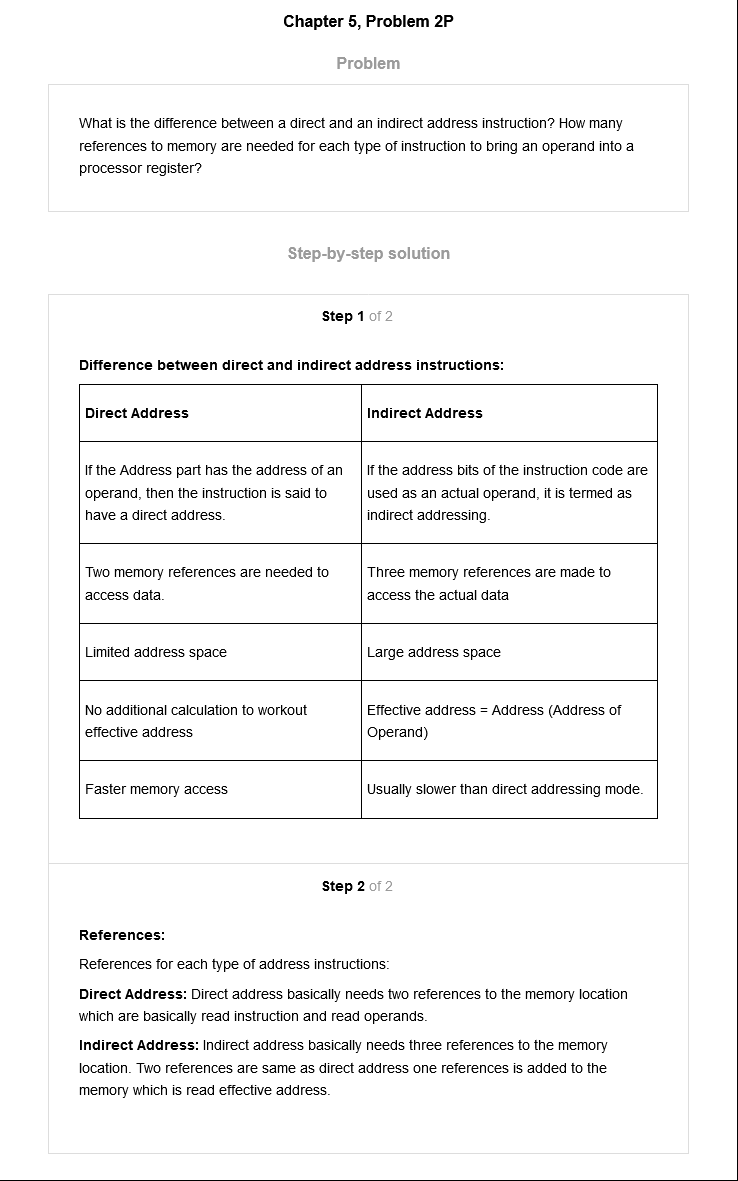 Chapter 5, Problem 2P
Problem
What is the difference between a direct and an indirect address instruction? How many
references to memory are needed for each type of instruction to bring an operand into a
processor register?
Step-by-step solution
Step 1 of 2
Difference between direct and indirect address instructions:
Direct Address
Indirect Address
If the Address part has the address of an
operand, then the instruction is said to
have a direct address.
If the address bits of the instruction code are
used as an actual operand, it is termed as
indirect addressing.
Two memory references are needed to
access data.
Three memory references are made to
access the actual data
Limited address space
Large address space
No additional calculation to workout
effective address
Effective address = Address (Address of
Operand)
Faster memory access
Usually slower than direct addressing mode.
Step 2 of 2
References:
References for each type of address instructions:
Direct Address: Direct address basically needs two references to the memory location
which are basically read instruction and read operands.
Indirect Address: Indirect address basically needs three references to the memory
location. Two references are same as direct address one references is added to the
memory which is read effective address.